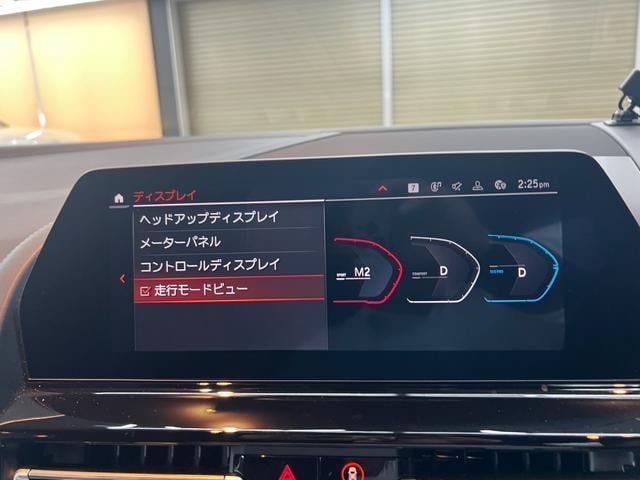 ディスプレイ
7
2:25pm
ヘッドアップディスプレイ
メーターパネル
コントロールディスプレイ
走行モードビュー
SPORT M2
COMFORT D
ECO PRO D